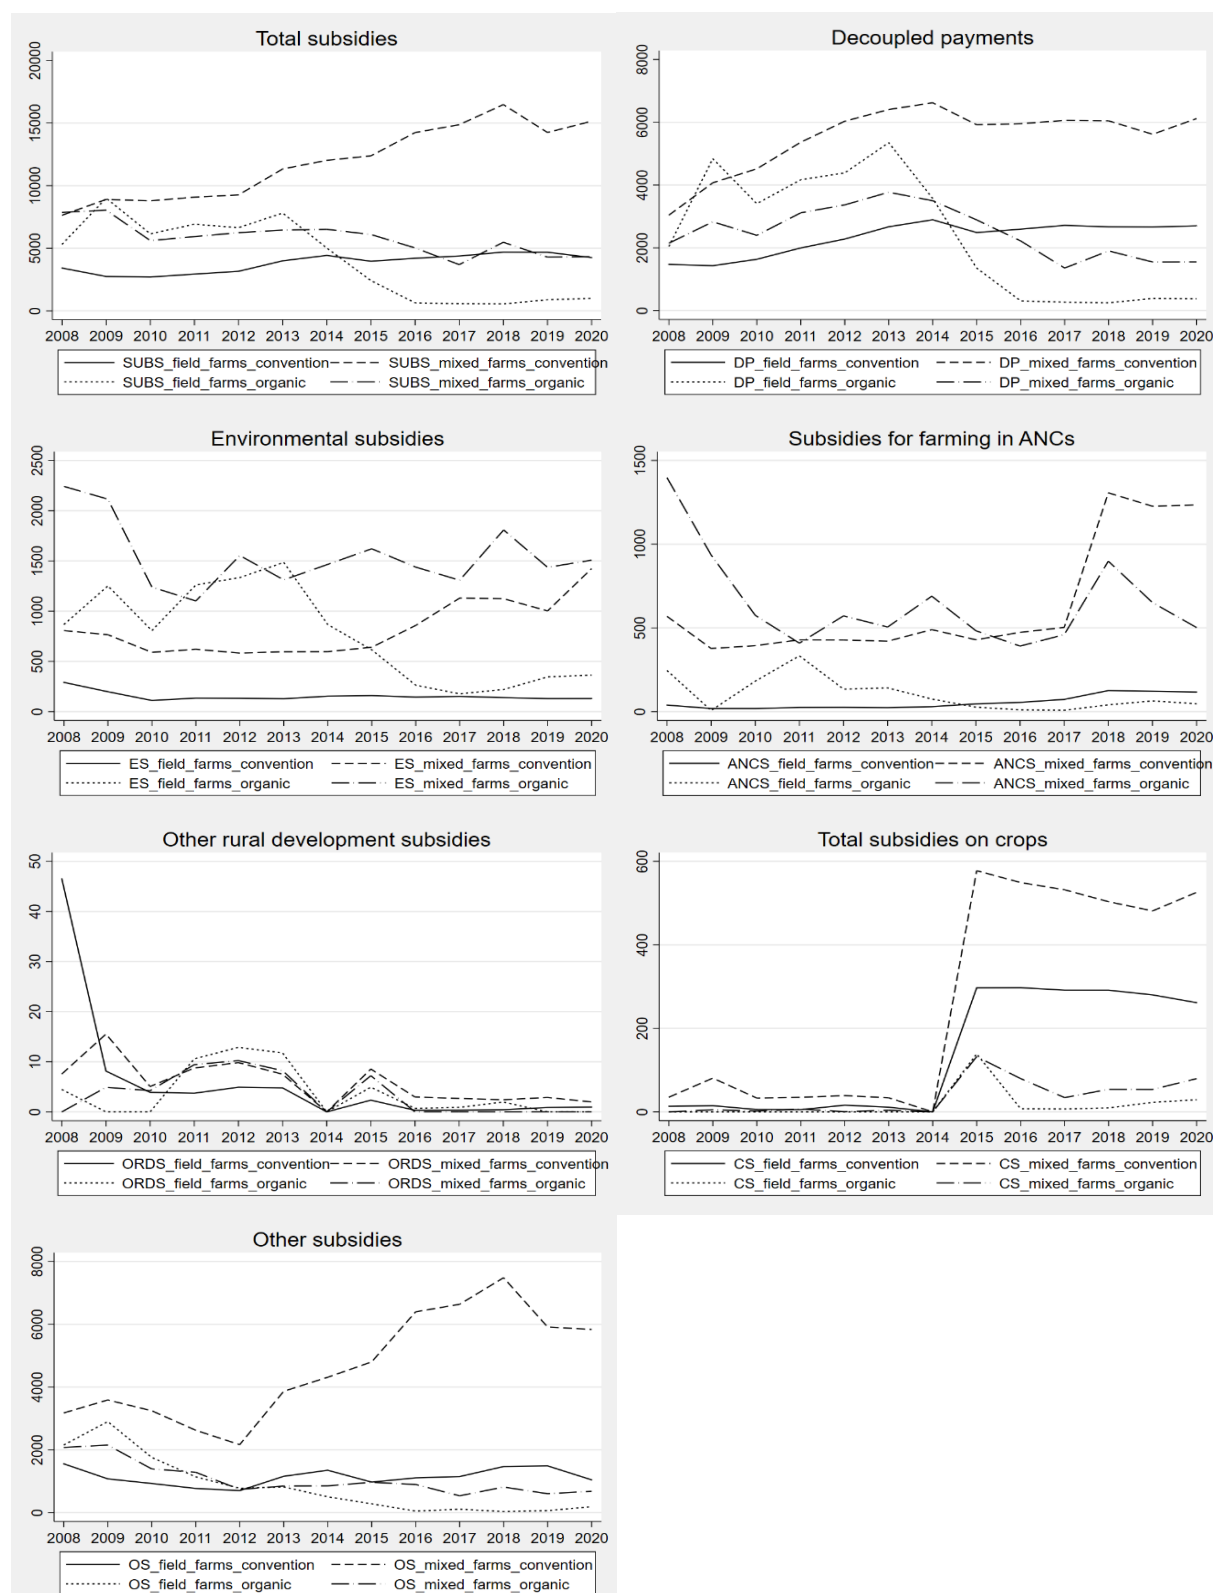 Total subsidies
20000
15000
10000
5000
0
2008 2009 2010 2011 2012 2013 2014 2015 2016 2017 2018 2019 2020
SUBS_field_farms_convention SUBS_mixed_farms_convention
SUBS_field_farms_organic SUBS_mixed_farms_organic
Decoupled payments
8000
6000
4000
2000
0
2008 2009 2010 2011 2012 2013 2014 2015 2016 2017 2018 2019 2020
DP_field_farms_convention DP_mixed_farms_convention
DP_field_farms_organic DP_mixed_farms_organic
Environmental subsidies
2500
2000
1500
1000
500
0
2008 2009 2010 2011 2012 2013 2014 2015 2016 2017 2018 2019 2020
ES_field_farms_convention ES_mixed_farms_convention
ES_field_farms_organic ES_mixed_farms_organic
Subsidies for farming in ANCs
1500
1000
500
0
2008 2009 2010 2011 2012 2013 2014 2015 2016 2017 2018 2019 2020
ANCS_field_farms_convention ANCS_mixed_farms_convention
ANCS_field_farms_organic ANCS_mixed_farms_organic
Other rural development subsidies
50
40
30
20
10
0
2008 2009 2010 2011 2012 2013 2014 2015 2016 2017 2018 2019 2020
ORDS_field_farms_convention ORDS_mixed_farms_convention
ORDS_field_farms_organic ORDS_mixed_farms_organic
Total subsidies on crops
600
400
200
0
2008 2009 2010 2011 2012 2013 2014 2015 2016 2017 2018 2019 2020
CS_field_farms_convention CS_mixed_farms_convention
CS_field_farms_organic CS_mixed_farms_organic
Other subsidies
8000
6000
4000
2000
0
2008 2009 2010 2011 2012 2013 2014 2015 2016 2017 2018 2019 2020
OS_field_farms_convention OS_mixed_farms_convention
OS_field_farms_organic OS_mixed_farms_organic